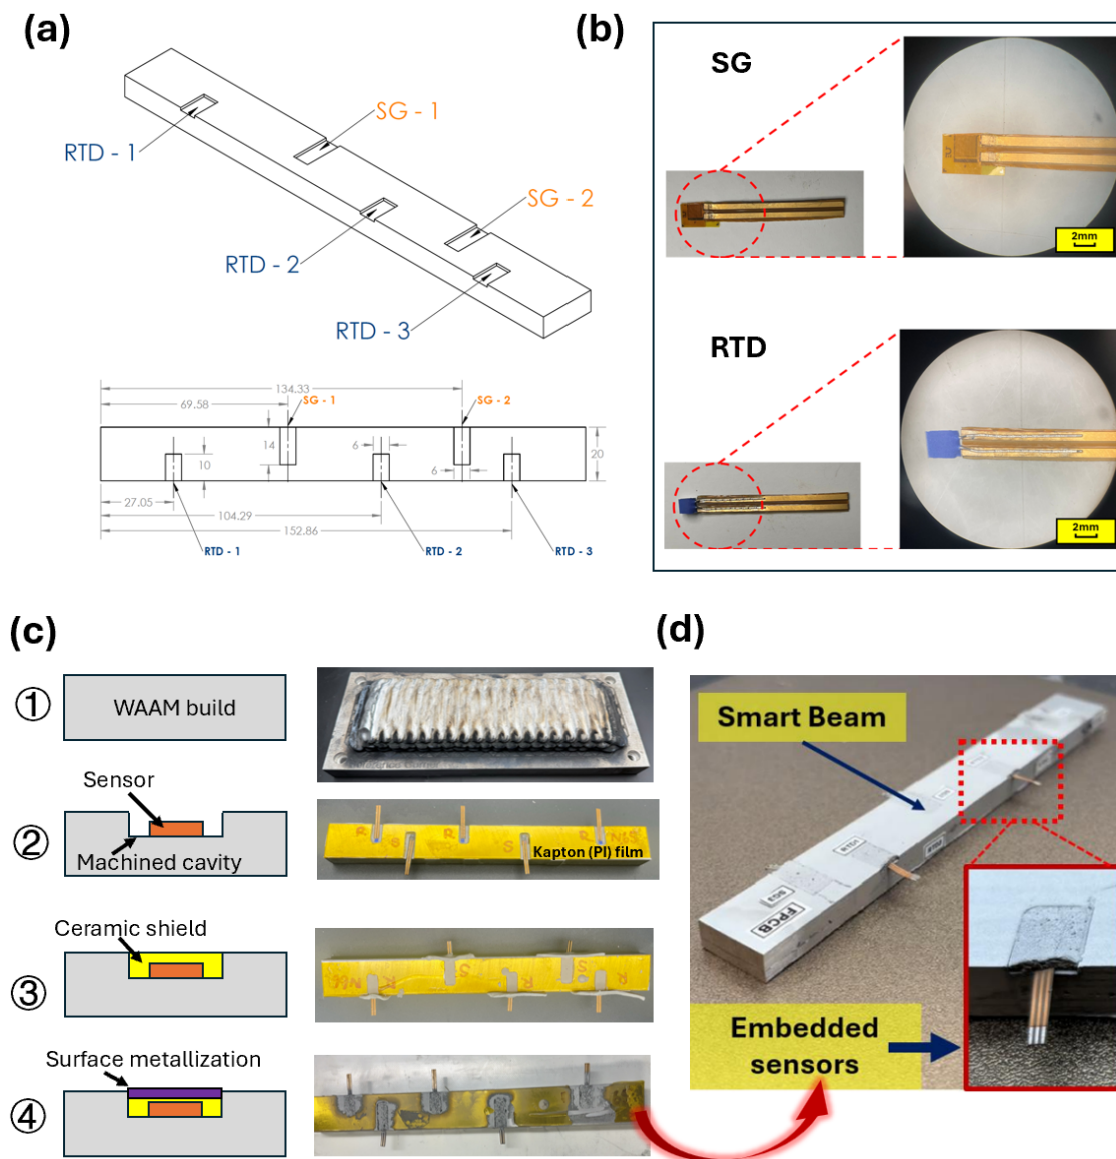 (a)
SG - 1
RTD - 1
SG - 2
RTD - 2
RTD - 3
134.33
69.58
SG - 1
SG - 2
14
6
10
6
20
27.05
104.29
152.86
RTD - 1
RTD - 2
RTD - 3
(b)
SG
2mm
RTD
2mm
(c)
①
WAAM build
②
Sensor
Machined cavity
R
S
R
S
R
Kapton (PI) film
③
Ceramic shield
R
S
R
S
R
④
Surface metallization
(d)
Smart Beam
FPCB
Embedded
sensors